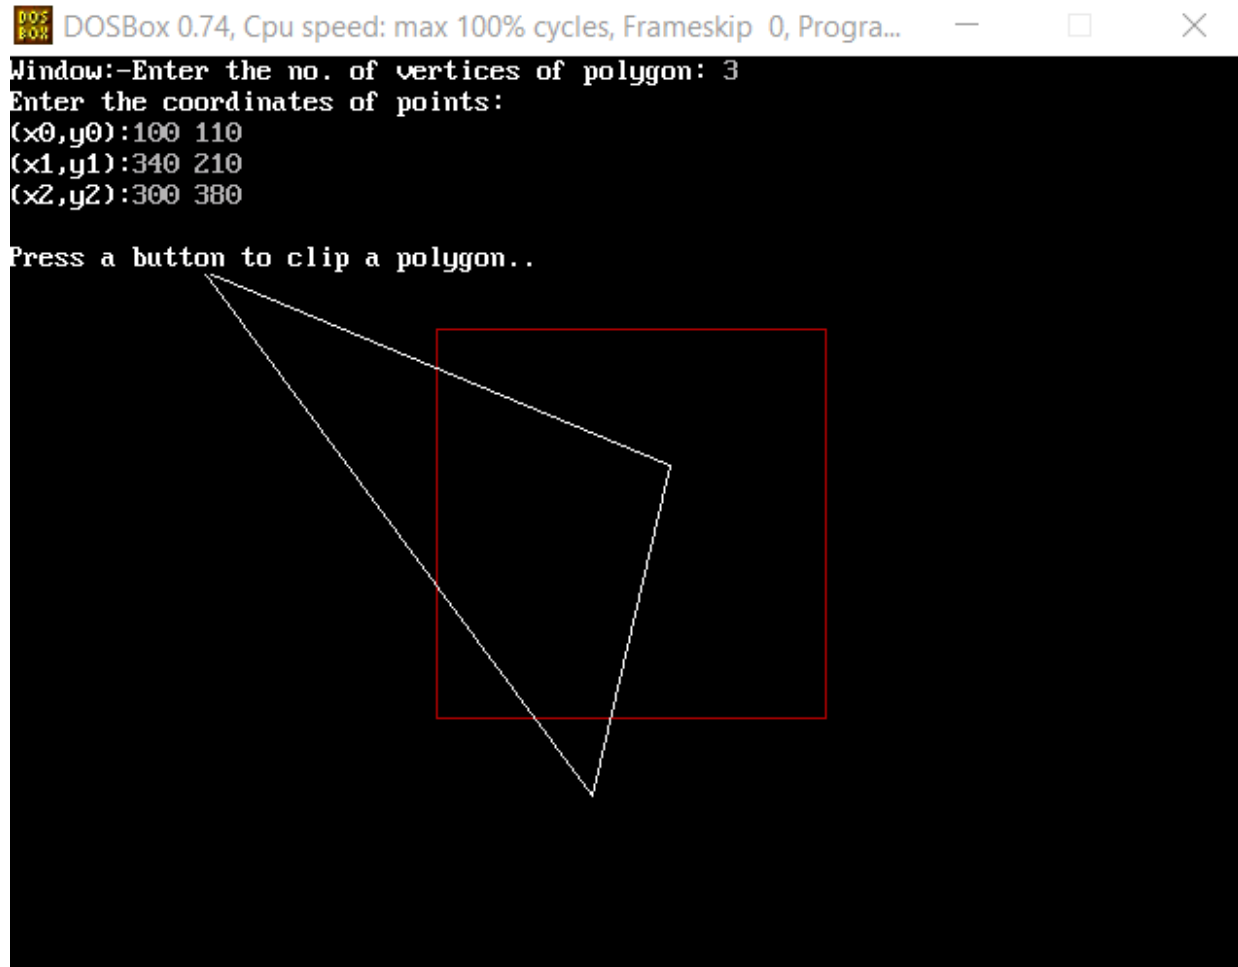 DOS
BOX
DOSBox 0.74, Cpu speed: max 100% cycles, Frameskip 0, Progra...
Window:-Enter the no. of vertices of polygon: 3
Enter the coordinates of points:
(x0,y0):100 110
(x1,y1):340 210
(x2,y2):300 380
Press a button to clip a polygon..